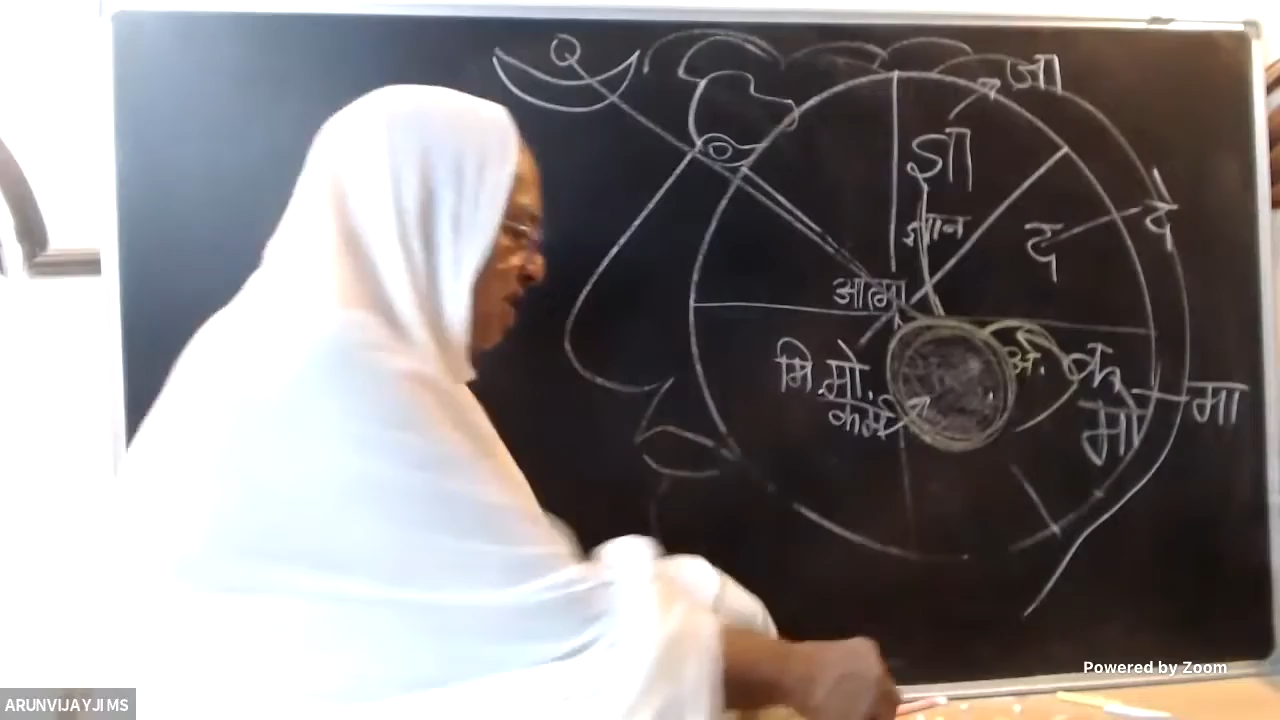 जा
ज्ञा
ज्ञान
द
दे
आत्मा
मि.मो.
कर्म
अं.
क
मो
मा
Powered by Zoom
ARUNVIJAYJI MS